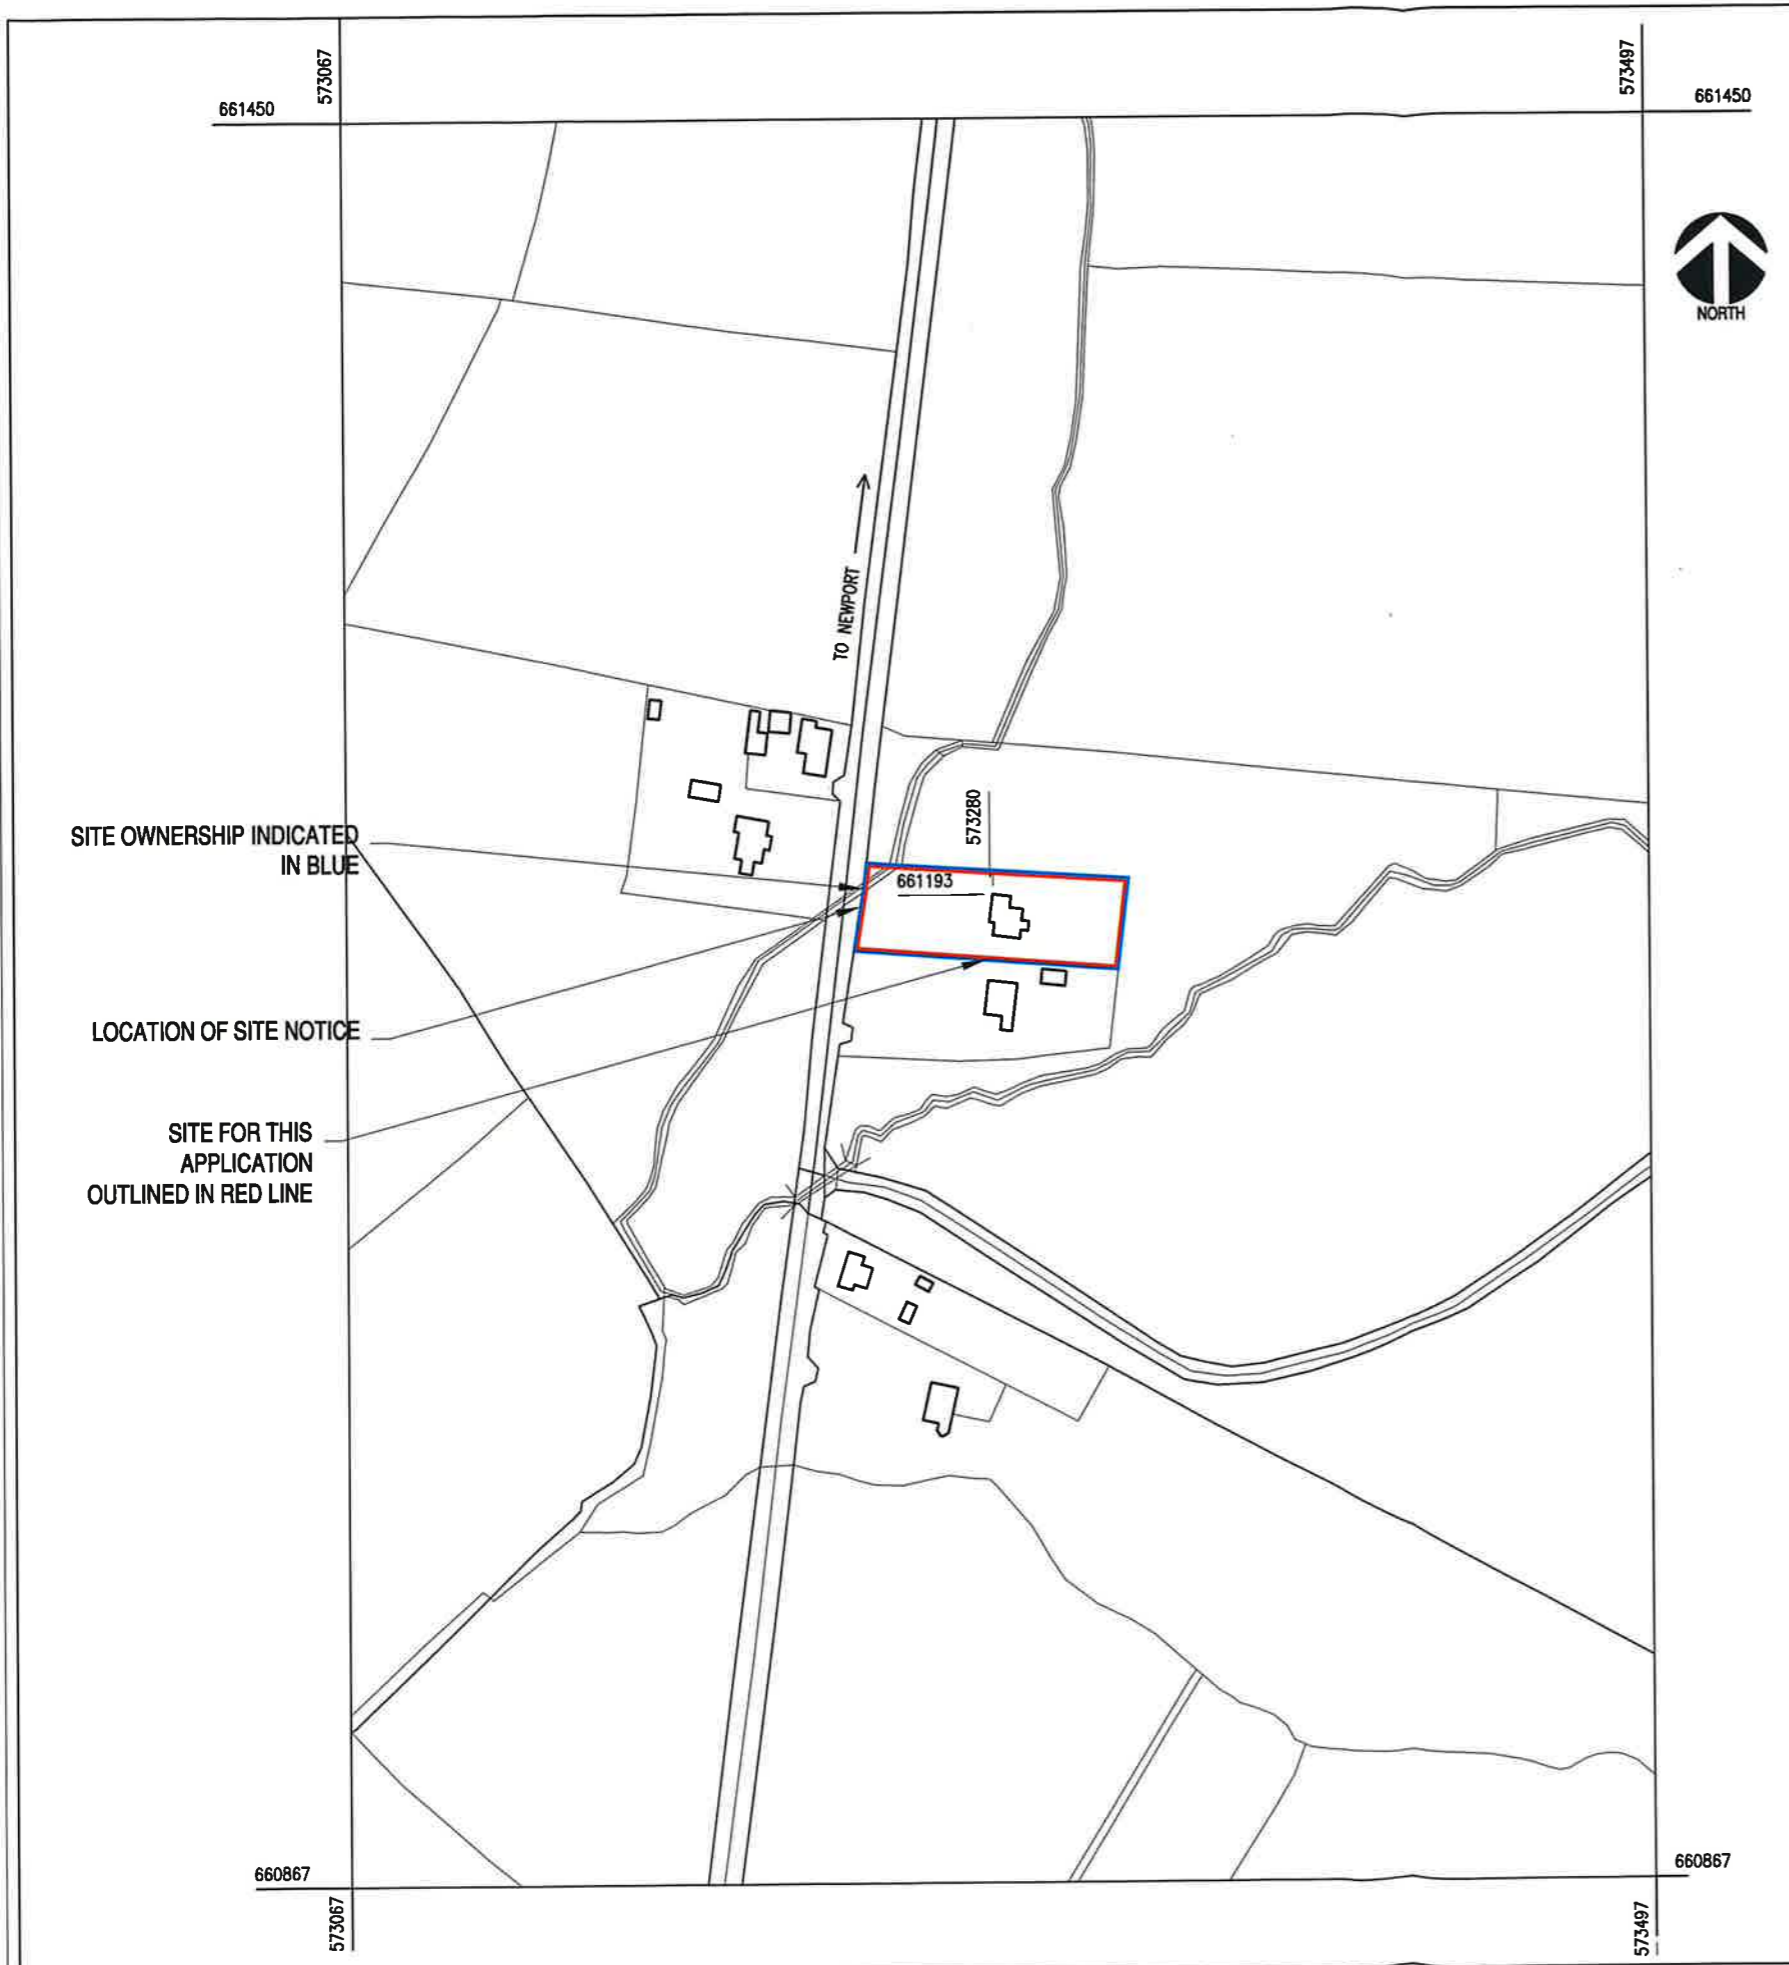 573067
573497
661450
661450
NORTH
TO NEWPORT
573280
SITE OWNERSHIP INDICATED
IN BLUE
661193
LOCATION OF SITE NOTICE
SITE FOR THIS
APPLICATION
OUTLINED IN RED LINE
660867
660867
573067
573497